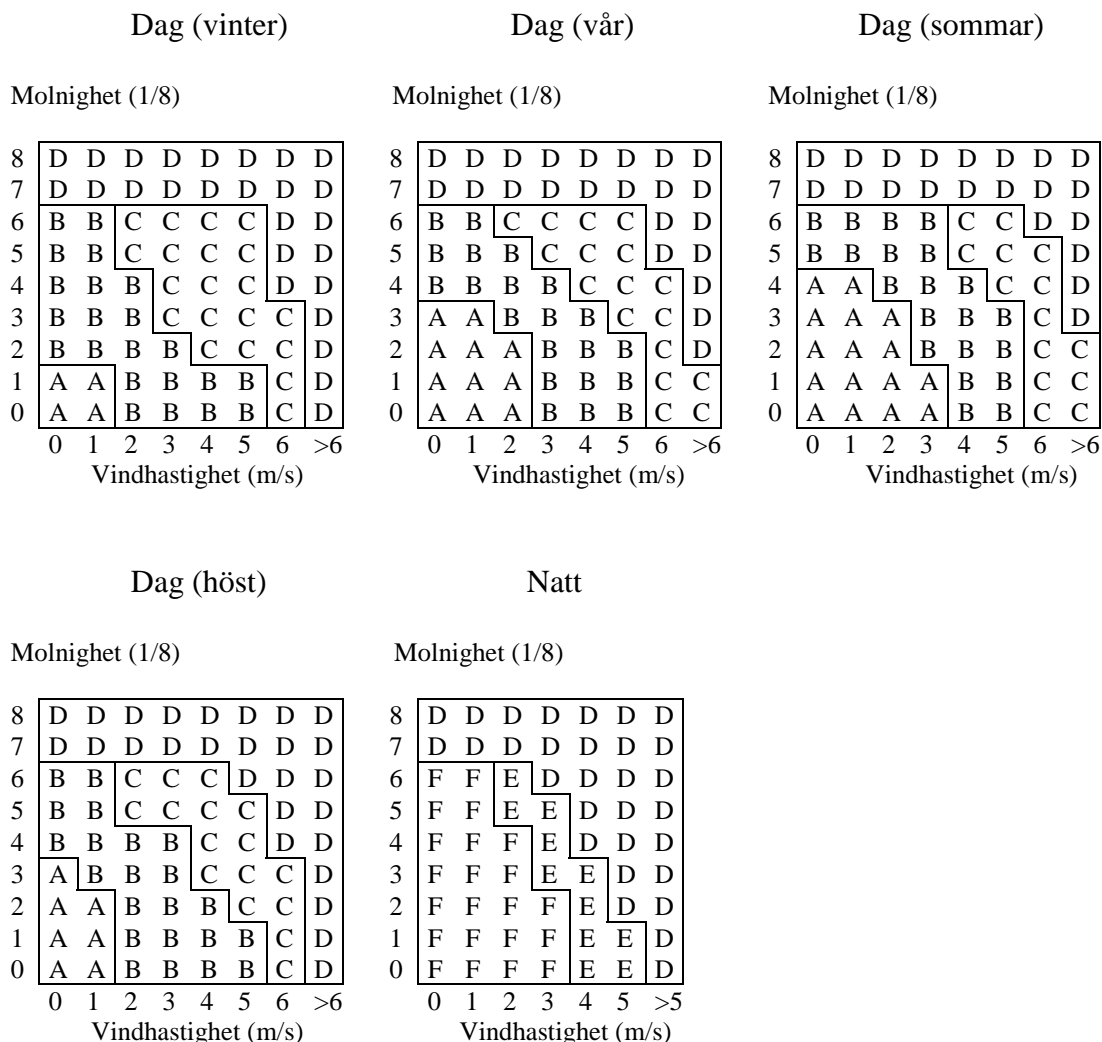 Dag (vinter) Dag (vår) Dag (sommar)
Molnighet (1/8) Molnighet (1/8) Molnighet (1/8)
8 D D D D D D D D 8 D D D D D D D D 8 D D D D D D D D
7 D D D D D D D D 7 D D D D D D D D 7 D D D D D D D D
6 B B C C C C D D 6 B B C C C C D D 6 B B B B C C D D
5 B B C C C C D D 5 B B B C C C D D 5 B B B B C C C D
4 B B B C C C D D 4 B B B B C C C D 4 A A B B B C C D
3 B B B C C C C D 3 A A B B B C C D 3 A A A B B B C D
2 B B B B C C C D 2 A A A B B B C D 2 A A A B B B C C
1 A A B B B B C D 1 A A A B B B C C 1 A A A A B B C C
0 A A B B B B C D 0 A A A B B B C C 0 A A A A B B C C
0 1 2 3 4 5 6 >6 0 1 2 3 4 5 6 >6 0 1 2 3 4 5 6 >6
Vindhastighet (m/s) Vindhastighet (m/s) Vindhastighet (m/s)
Dag (höst) Natt
Molnighet (1/8) Molnighet (1/8)
8 D D D D D D D D 8 D D D D D D D
7 D D D D D D D D 7 D D D D D D D
6 B B C C C D D D 6 F F E D D D D
5 B B C C C C D D 5 F F E E D D D
4 B B B B C C D D 4 F F F E D D D
3 A B B B C C C D 3 F F F E E D D
2 A A B B B C C D 2 F F F F E D D
1 A A B B B B C D 1 F F F F E E D
0 A A B B B B C D 0 F F F F E E D
0 1 2 3 4 5 6 >6 0 1 2 3 4 5 >5
Vindhastighet (m/s) Vindhastighet (m/s)